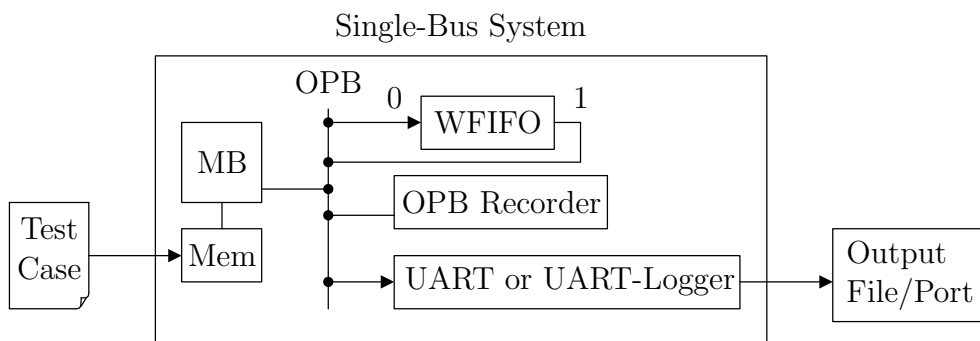 Single-Bus System
OPB
0
1
WFIFO
MB
OPB Recorder
Test
Case
Mem
UART or UART-Logger
Output
File/Port